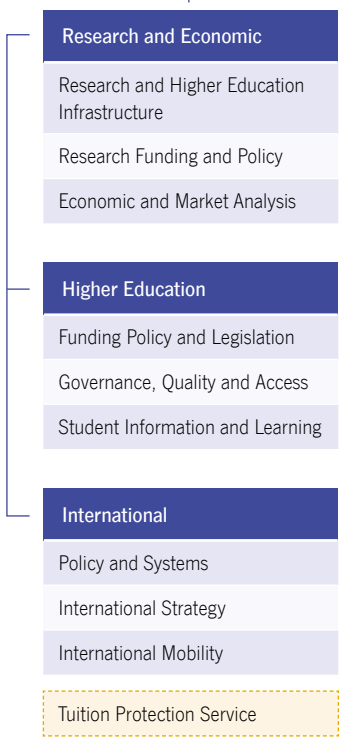 Research and Economic
Research and Higher Education
Infrastructure
Research Funding and Policy
Economic and Market Analysis
Higher Education
Funding Policy and Legislation
Governance, Quality and Access
Student Information and Learning
International
Policy and Systems
International Strategy
International Mobility
Tuition Protection Service